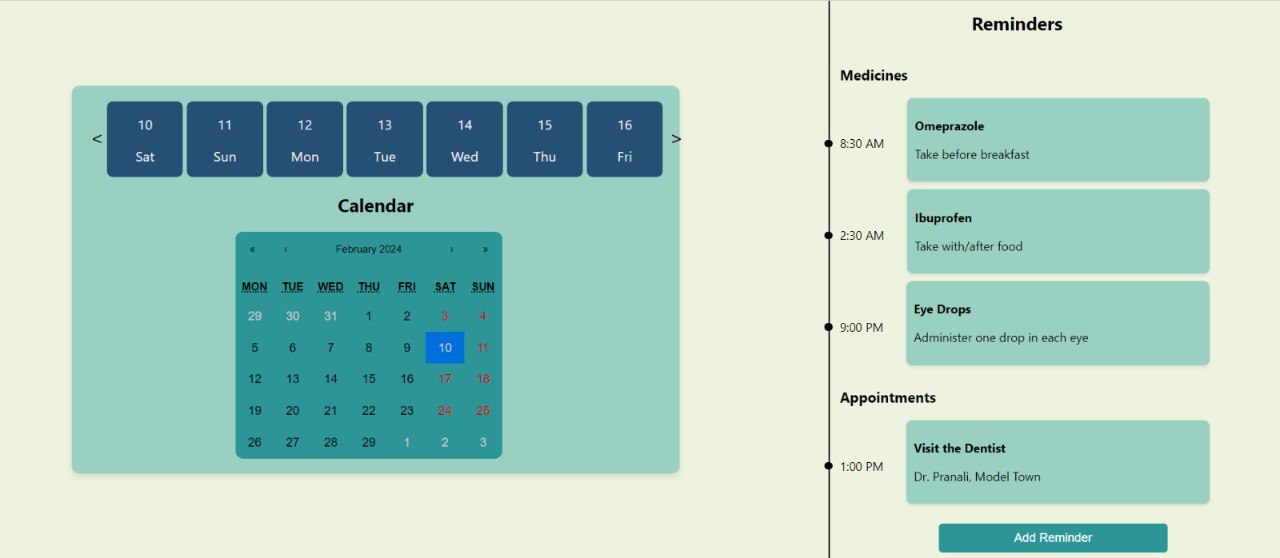 < 10 11 12 13 14 15 16 >
Sat Sun Mon Tue Wed Thu Fri
Calendar
« ‹ February 2024 › »
MON TUE WED THU FRI SAT SUN
29 30 31 1 2 3 4
5 6 7 8 9 10 11
12 13 14 15 16 17 18
19 20 21 22 23 24 25
26 27 28 29 1 2 3
Reminders
Medicines
8:30 AM
Omeprazole
Take before breakfast
2:30 AM
Ibuprofen
Take with/after food
9:00 PM
Eye Drops
Administer one drop in each eye
Appointments
1:00 PM
Visit the Dentist
Dr. Pranali, Model Town
Add Reminder